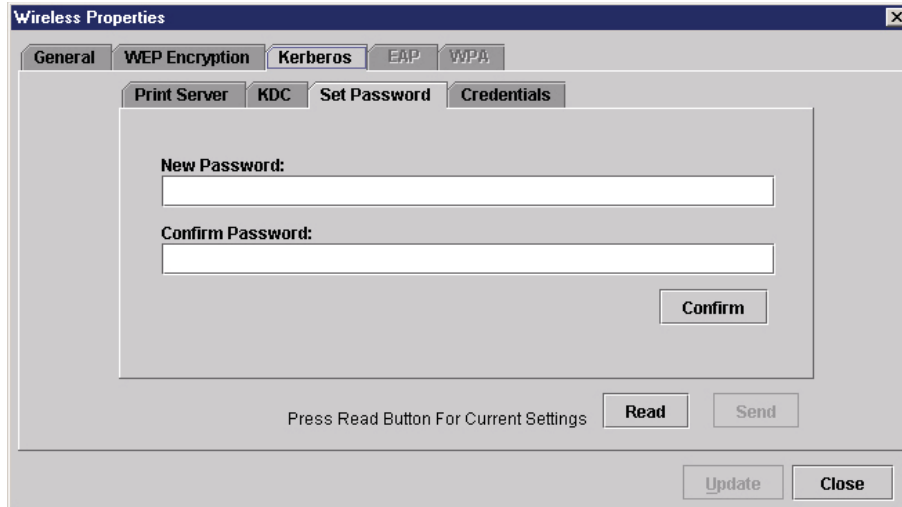 Wireless Properties
General WEP Encryption Kerberos EAP WPA
Print Server KDC Set Password Credentials
New Password:
Confirm Password:
Confirm
Press Read Button For Current Settings Read Send
Update Close